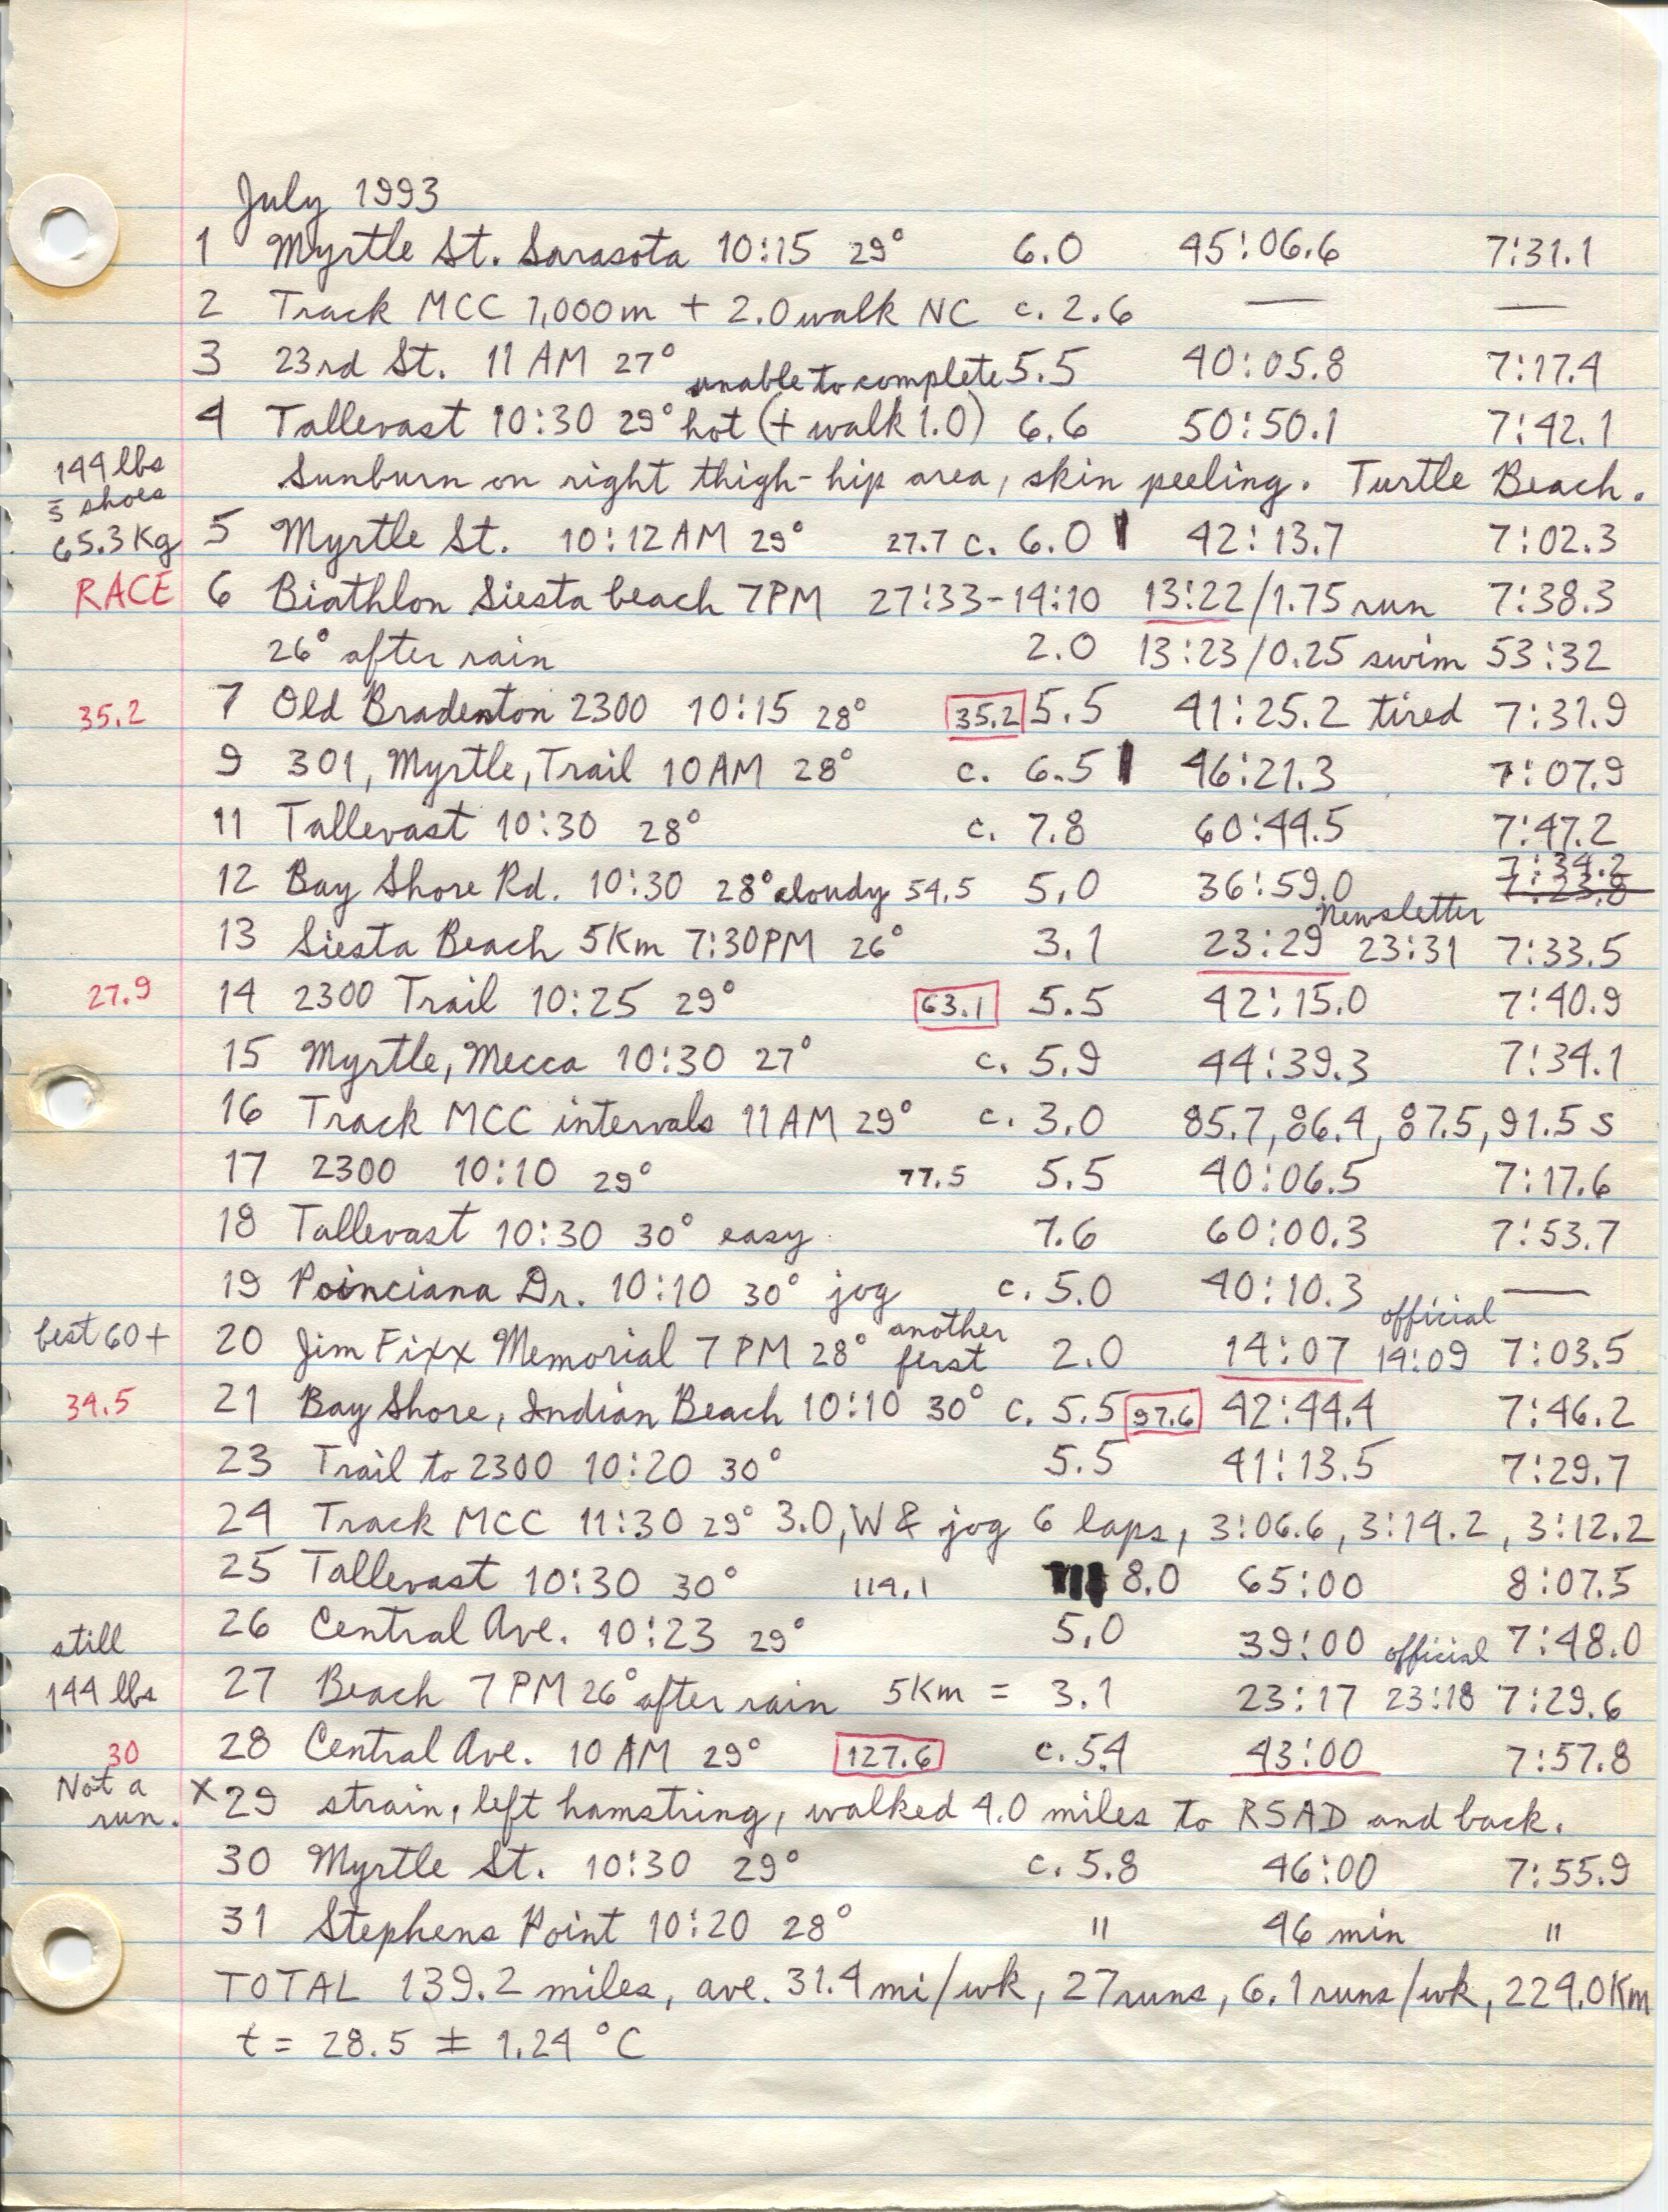 July 1993
1 Myrtle St. Sarasota 10:15 29° 6.0 45:06.6 7:31.1
2 Track MCC 1,000m + 2.0 walk NC c. 2.6 — —
3 23rd St. 11 AM 27° 5.5 40:05.8 7:17.4
unable to complete
4 Tallevast 10:30 29° hot (+ walk 1.0) 6.6 50:50.1 7:42.1
144 lbs
Sunburn on right thigh-hip area, skin peeling. Turtle Beach.
shoes
65.3 Kg 5 Myrtle St. 10:12 AM 29° 27.7 c. 6.0 42:13.7 7:02.3
RACE 6 Biathlon Siesta beach 7PM 27:33-14:10 13:22/1.75 run 7:38.3
26° after rain 2.0 13:23/0.25 swim 53:32
35.2 7 Old Bradenton 2300 10:15 28° 35.2 5.5 41:25.2 tired 7:31.9
9 301, Myrtle, Trail 10AM 28° c. 6.5 46:21.3 7:07.9
11 Tallevast 10:30 28° c. 7.8 60:44.5 7:47.2
7:34.2
12 Bay Shore Rd. 10:30 28° cloudy 54.5 5.0 36:59.0 7:23.8
newsletter
13 Siesta Beach 5Km 7:30PM 26° 3.1 23:29 23:31 7:33.5
27.9 14 2300 Trail 10:25 29° 63.1 5.5 42:15.0 7:40.9
15 Myrtle, Mecca 10:30 27° c. 5.9 44:39.3 7:34.1
16 Track MCC intervals 11AM 29° c. 3.0 85.7, 86.4, 87.5, 91.5 s
17 2300 10:10 29° 77.5 5.5 40:06.5 7:17.6
18 Tallevast 10:30 30° easy 7.6 60:00.3 7:53.7
19 Poinciana Dr. 10:10 30° jog c. 5.0 40:10.3 —
another official
best 60+ 20 Jim Fixx Memorial 7 PM 28° first 2.0 14:07 14:09 7:03.5
34.5 21 Bay Shore, Indian Beach 10:10 30° c. 5.5 97.6 42:44.4 7:46.2
23 Trail to 2300 10:20 30° 5.5 41:13.5 7:29.7
24 Track MCC 11:30 29° 3.0, W & jog 6 laps, 3:06.6, 3:14.2, 3:12.2
25 Tallevast 10:30 30° 114.1 8.0 65:00 8:07.5
26 Central Ave. 10:23 29° 5.0 39:00 7:48.0
still official
144 lbs 27 Beach 7 PM 26° after rain 5Km = 3.1 23:17 23:18 7:29.6
30 28 Central Ave. 10 AM 29° 127.6 c. 5.4 43:00 7:57.8
Not a
run. x 29 strain, left hamstring, walked 4.0 miles to RSAD and back.
30 Myrtle St. 10:30 29° c. 5.8 46:00 7:55.9
31 Stephens Point 10:20 28° " 46 min "
TOTAL 139.2 miles, ave. 31.4 mi/wk, 27 runs, 6.1 runs/wk, 224.0 Km
t = 28.5 ± 1.24 °C